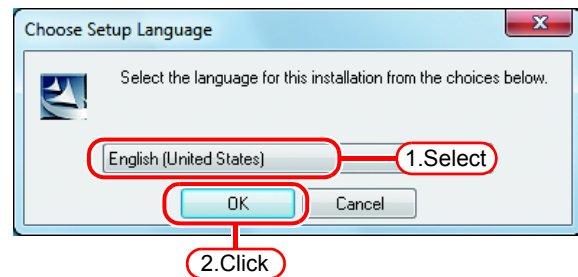 Choose Setup Language
Select the language for this installation from the choices below.
English (United States)
1.Select
OK
Cancel
2.Click